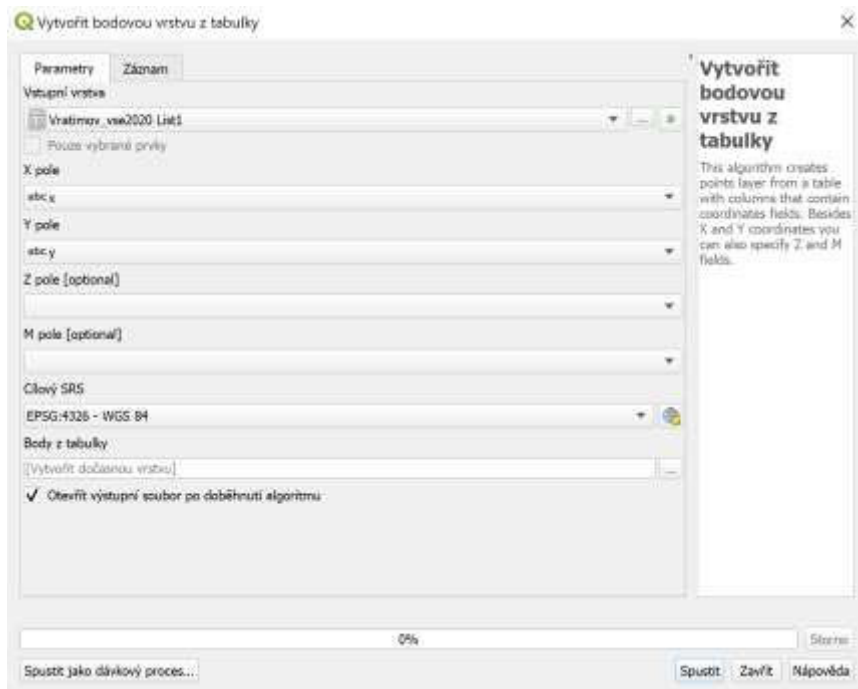 Vytvořit bodovou vrstvu z tabulky
Parametry
Záznam
Vstupní vrstva
Vratimov_vse2020 List1
...
Pouze vybrané prvky
X pole
abc x
Y pole
abc y
Z pole [optional]
M pole [optional]
Cílový SRS
EPSG:4326 - WGS 84
Body z tabulky
[Vytvořit dočasnou vrstvu]
...
Otevřít výstupní soubor po doběhnutí algoritmu
Vytvořit
bodovou
vrstvu z
tabulky
This algorithm creates
points layer from a table
with columns that contain
coordinates fields. Besides
X and Y coordinates you
can also specify Z and M
fields.
0%
Storno
Spustit jako dávkový proces...
Spustit
Zavřít
Nápověda